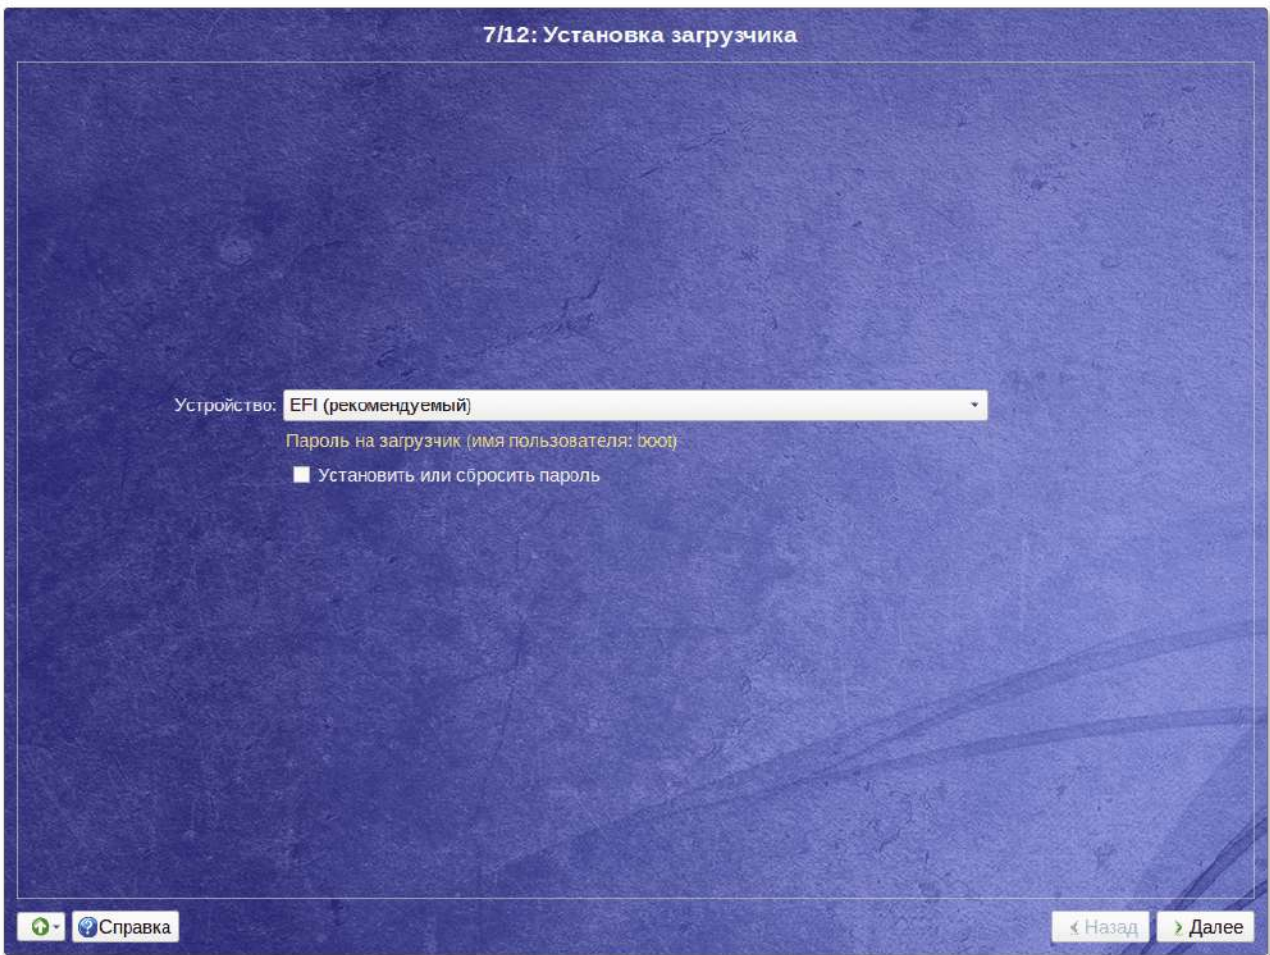 7/12: Установка загрузчика
Устройство: EFI (рекомендуемый)
Пароль на загрузчик (имя пользователя: boot)
Установить или сбросить пароль
Справка
Назад
Далее